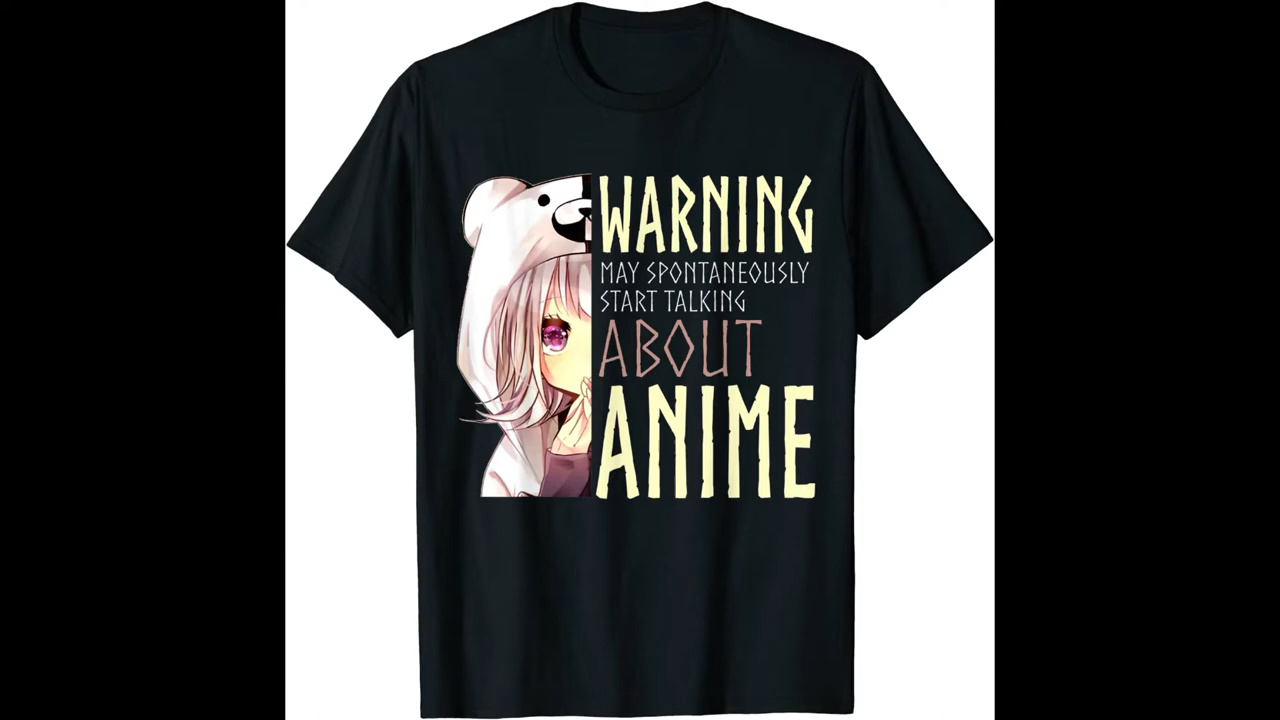 WARNING
MAY SPONTANEOUSLY
START TALKING
ABOUT
ANIME